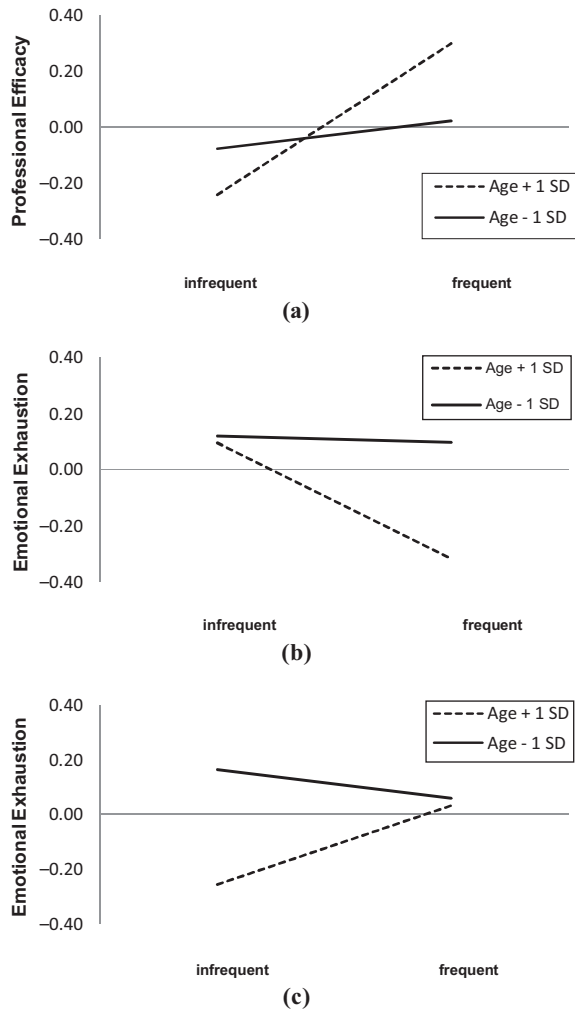 0.40
0.20
0.00
–0.20
–0.40
Professional Efficacy
Age + 1 SD
Age - 1 SD
infrequent frequent
(a)
0.40
0.20
0.00
–0.20
–0.40
Emotional Exhaustion
Age + 1 SD
Age - 1 SD
infrequent frequent
(b)
0.40
0.20
0.00
–0.20
–0.40
Emotional Exhaustion
Age + 1 SD
Age - 1 SD
infrequent frequent
(c)